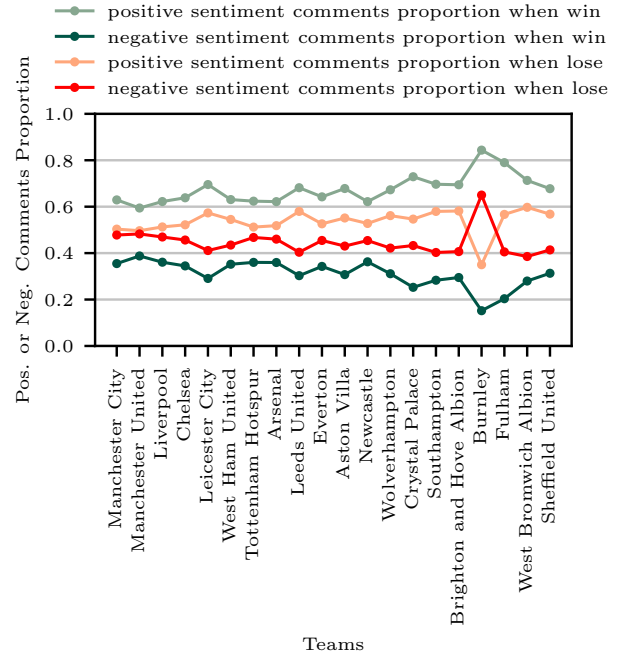 positive sentiment comments proportion when win
negative sentiment comments proportion when win
positive sentiment comments proportion when lose
negative sentiment comments proportion when lose
Pos. or Neg. Comments Proportion
1.0
0.8
0.6
0.4
0.2
0.0
Manchester City
Manchester United
Liverpool
Chelsea
Leicester City
West Ham United
Tottenham Hotspur
Arsenal
Leeds United
Everton
Aston Villa
Newcastle
Wolverhampton
Crystal Palace
Southampton
Brighton and Hove Albion
Burnley
Fulham
West Bromwich Albion
Sheffield United
Teams